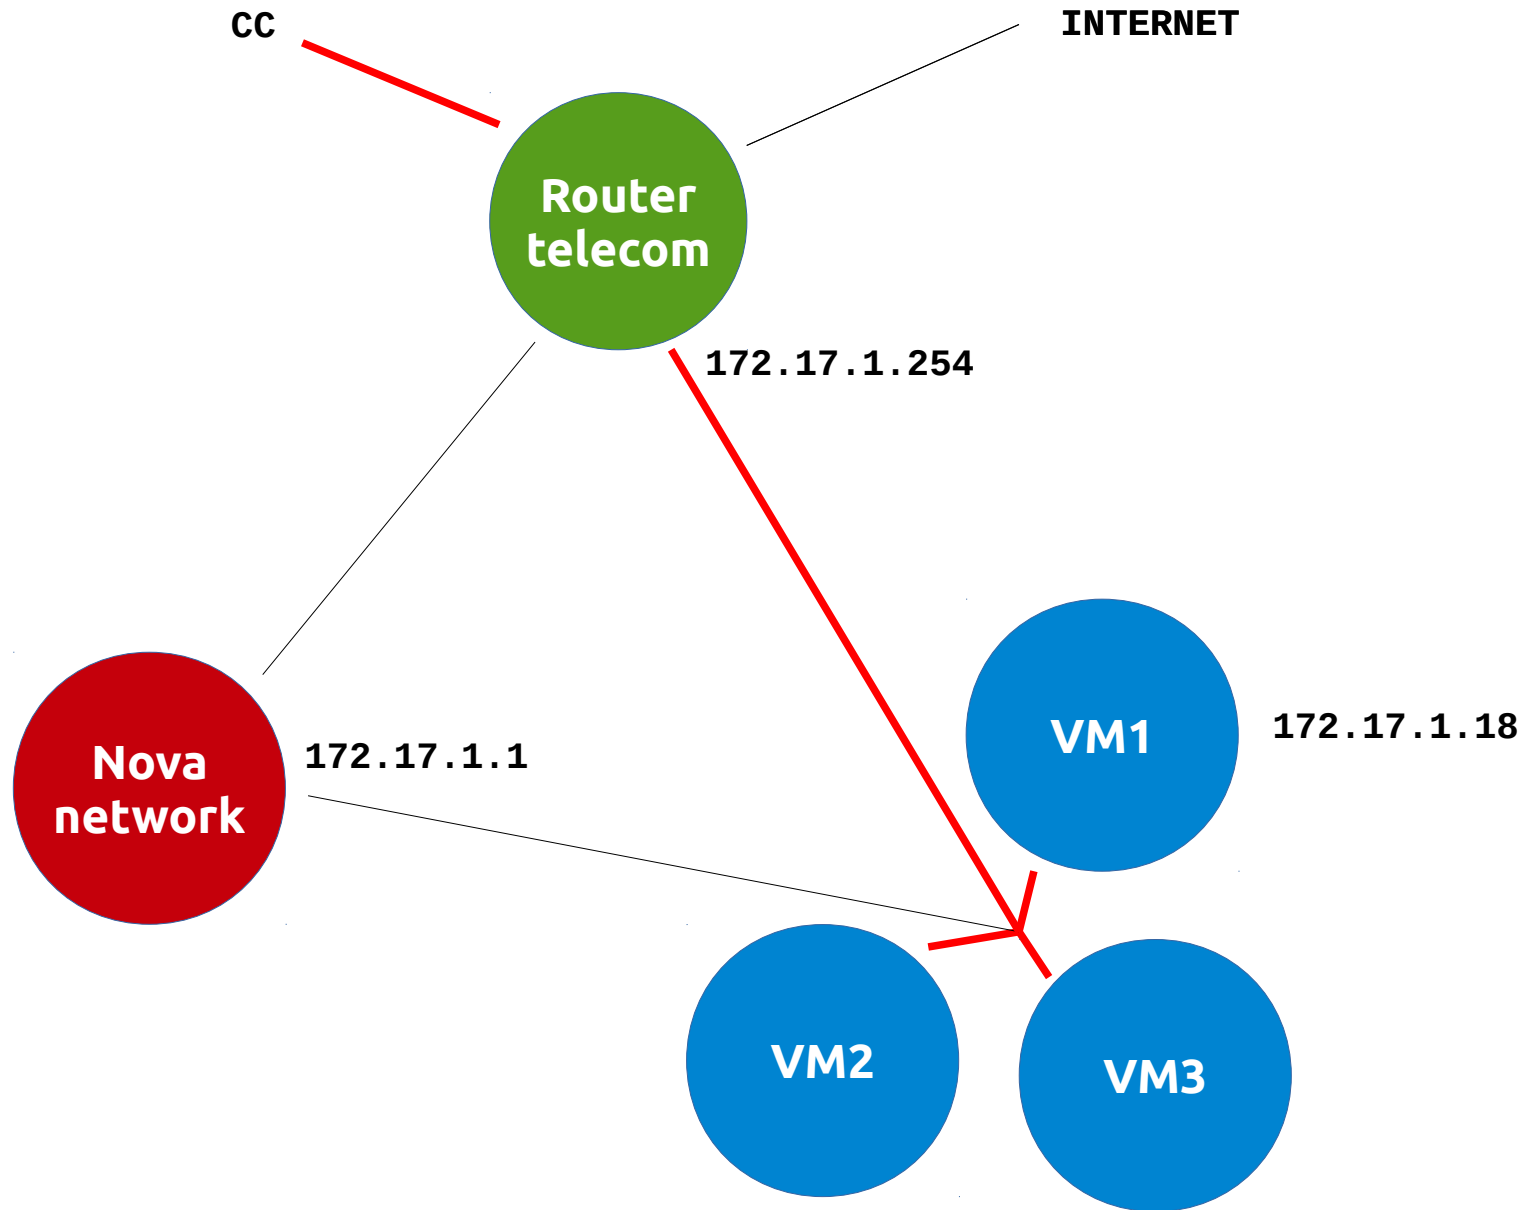 CC
INTERNET
Router
telecom
172.17.1.254
VM1
172.17.1.18
Nova
network
172.17.1.1
VM2
VM3